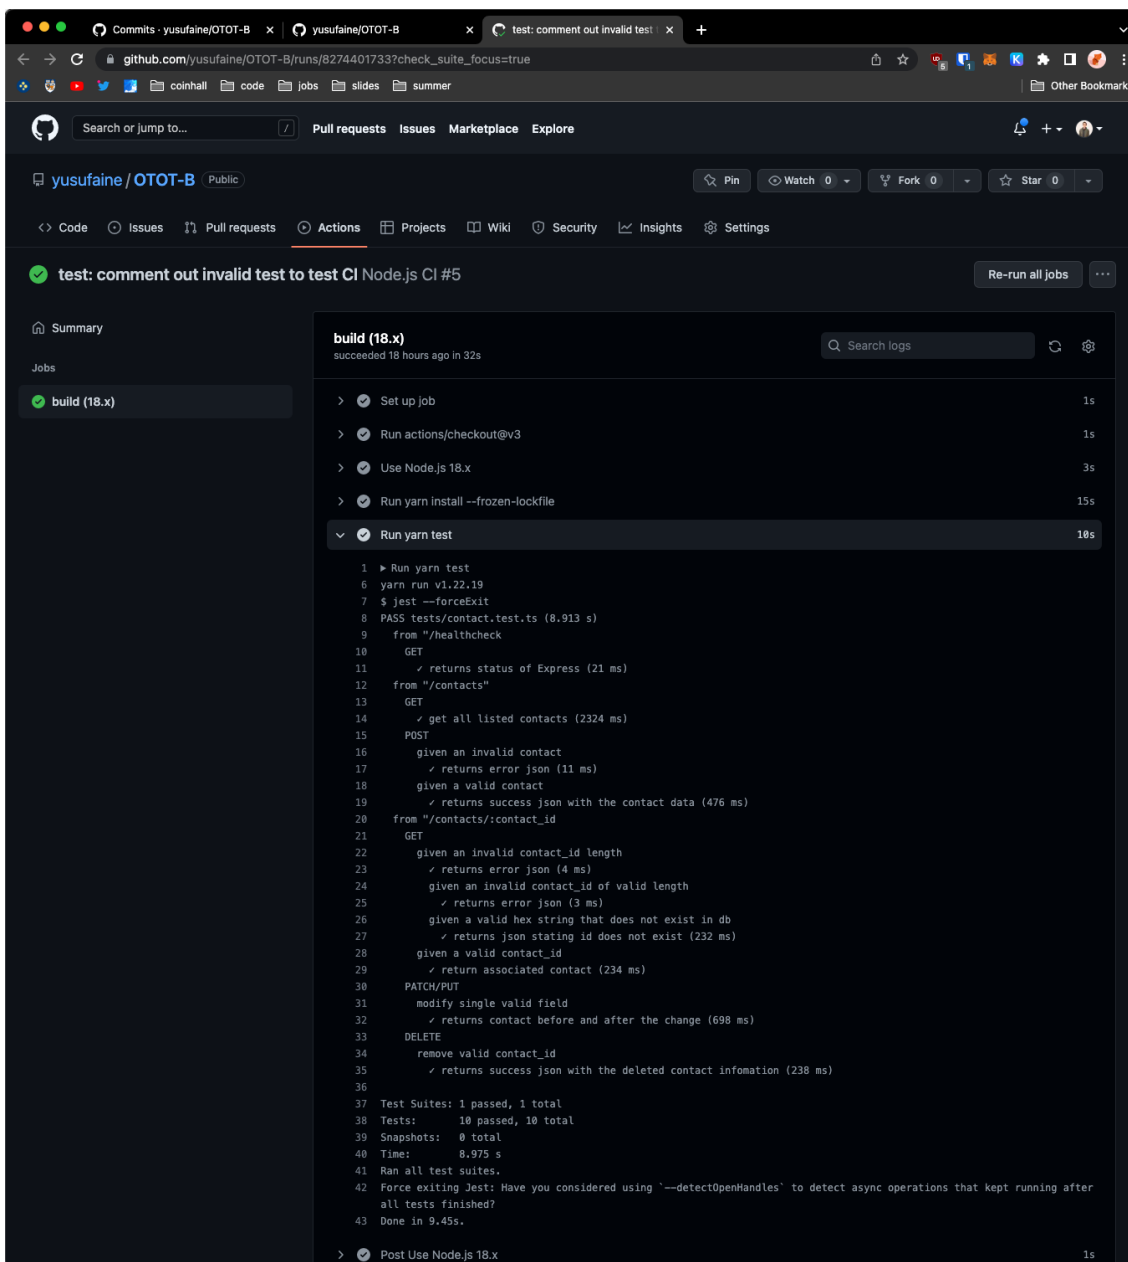 Commits · yusufaine/OTOT-B
yusufaine/OTOT-B
test: comment out invalid test
github.com/yusufaine/OTOT-B/runs/8274401733?check_suite_focus=true
coinhall code jobs slides summer Other Bookmark
Search or jump to... / Pull requests Issues Marketplace Explore
yusufaine / OTOT-B Public Pin Watch 0 Fork 0 Star 0
Code Issues Pull requests Actions Projects Wiki Security Insights Settings
test: comment out invalid test to test CI Node.js CI #5 Re-run all jobs
Summary
Jobs
build (18.x)
build (18.x)
succeeded 18 hours ago in 32s
Search logs
Set up job 1s
Run actions/checkout@v3 1s
Use Node.js 18.x 3s
Run yarn install --frozen-lockfile 15s
Run yarn test 10s
1 ▶ Run yarn test
6 yarn run v1.22.19
7 $ jest --forceExit
8 PASS tests/contact.test.ts (8.913 s)
9 from "/healthcheck
10 GET
11 ✓ returns status of Express (21 ms)
12 from "/contacts"
13 GET
14 ✓ get all listed contacts (2324 ms)
15 POST
16 given an invalid contact
17 ✓ returns error json (11 ms)
18 given a valid contact
19 ✓ returns success json with the contact data (476 ms)
20 from "/contacts/:contact_id
21 GET
22 given an invalid contact_id length
23 ✓ returns error json (4 ms)
24 given an invalid contact_id of valid length
25 ✓ returns error json (3 ms)
26 given a valid hex string that does not exist in db
27 ✓ returns json stating id does not exist (232 ms)
28 given a valid contact_id
29 ✓ return associated contact (234 ms)
30 PATCH/PUT
31 modify single valid field
32 ✓ returns contact before and after the change (698 ms)
33 DELETE
34 remove valid contact_id
35 ✓ returns success json with the deleted contact infomation (238 ms)
36
37 Test Suites: 1 passed, 1 total
38 Tests: 10 passed, 10 total
39 Snapshots: 0 total
40 Time: 8.975 s
41 Ran all test suites.
42 Force exiting Jest: Have you considered using `--detectOpenHandles` to detect async operations that kept running after
all tests finished?
43 Done in 9.45s.
Post Use Node.js 18.x 1s